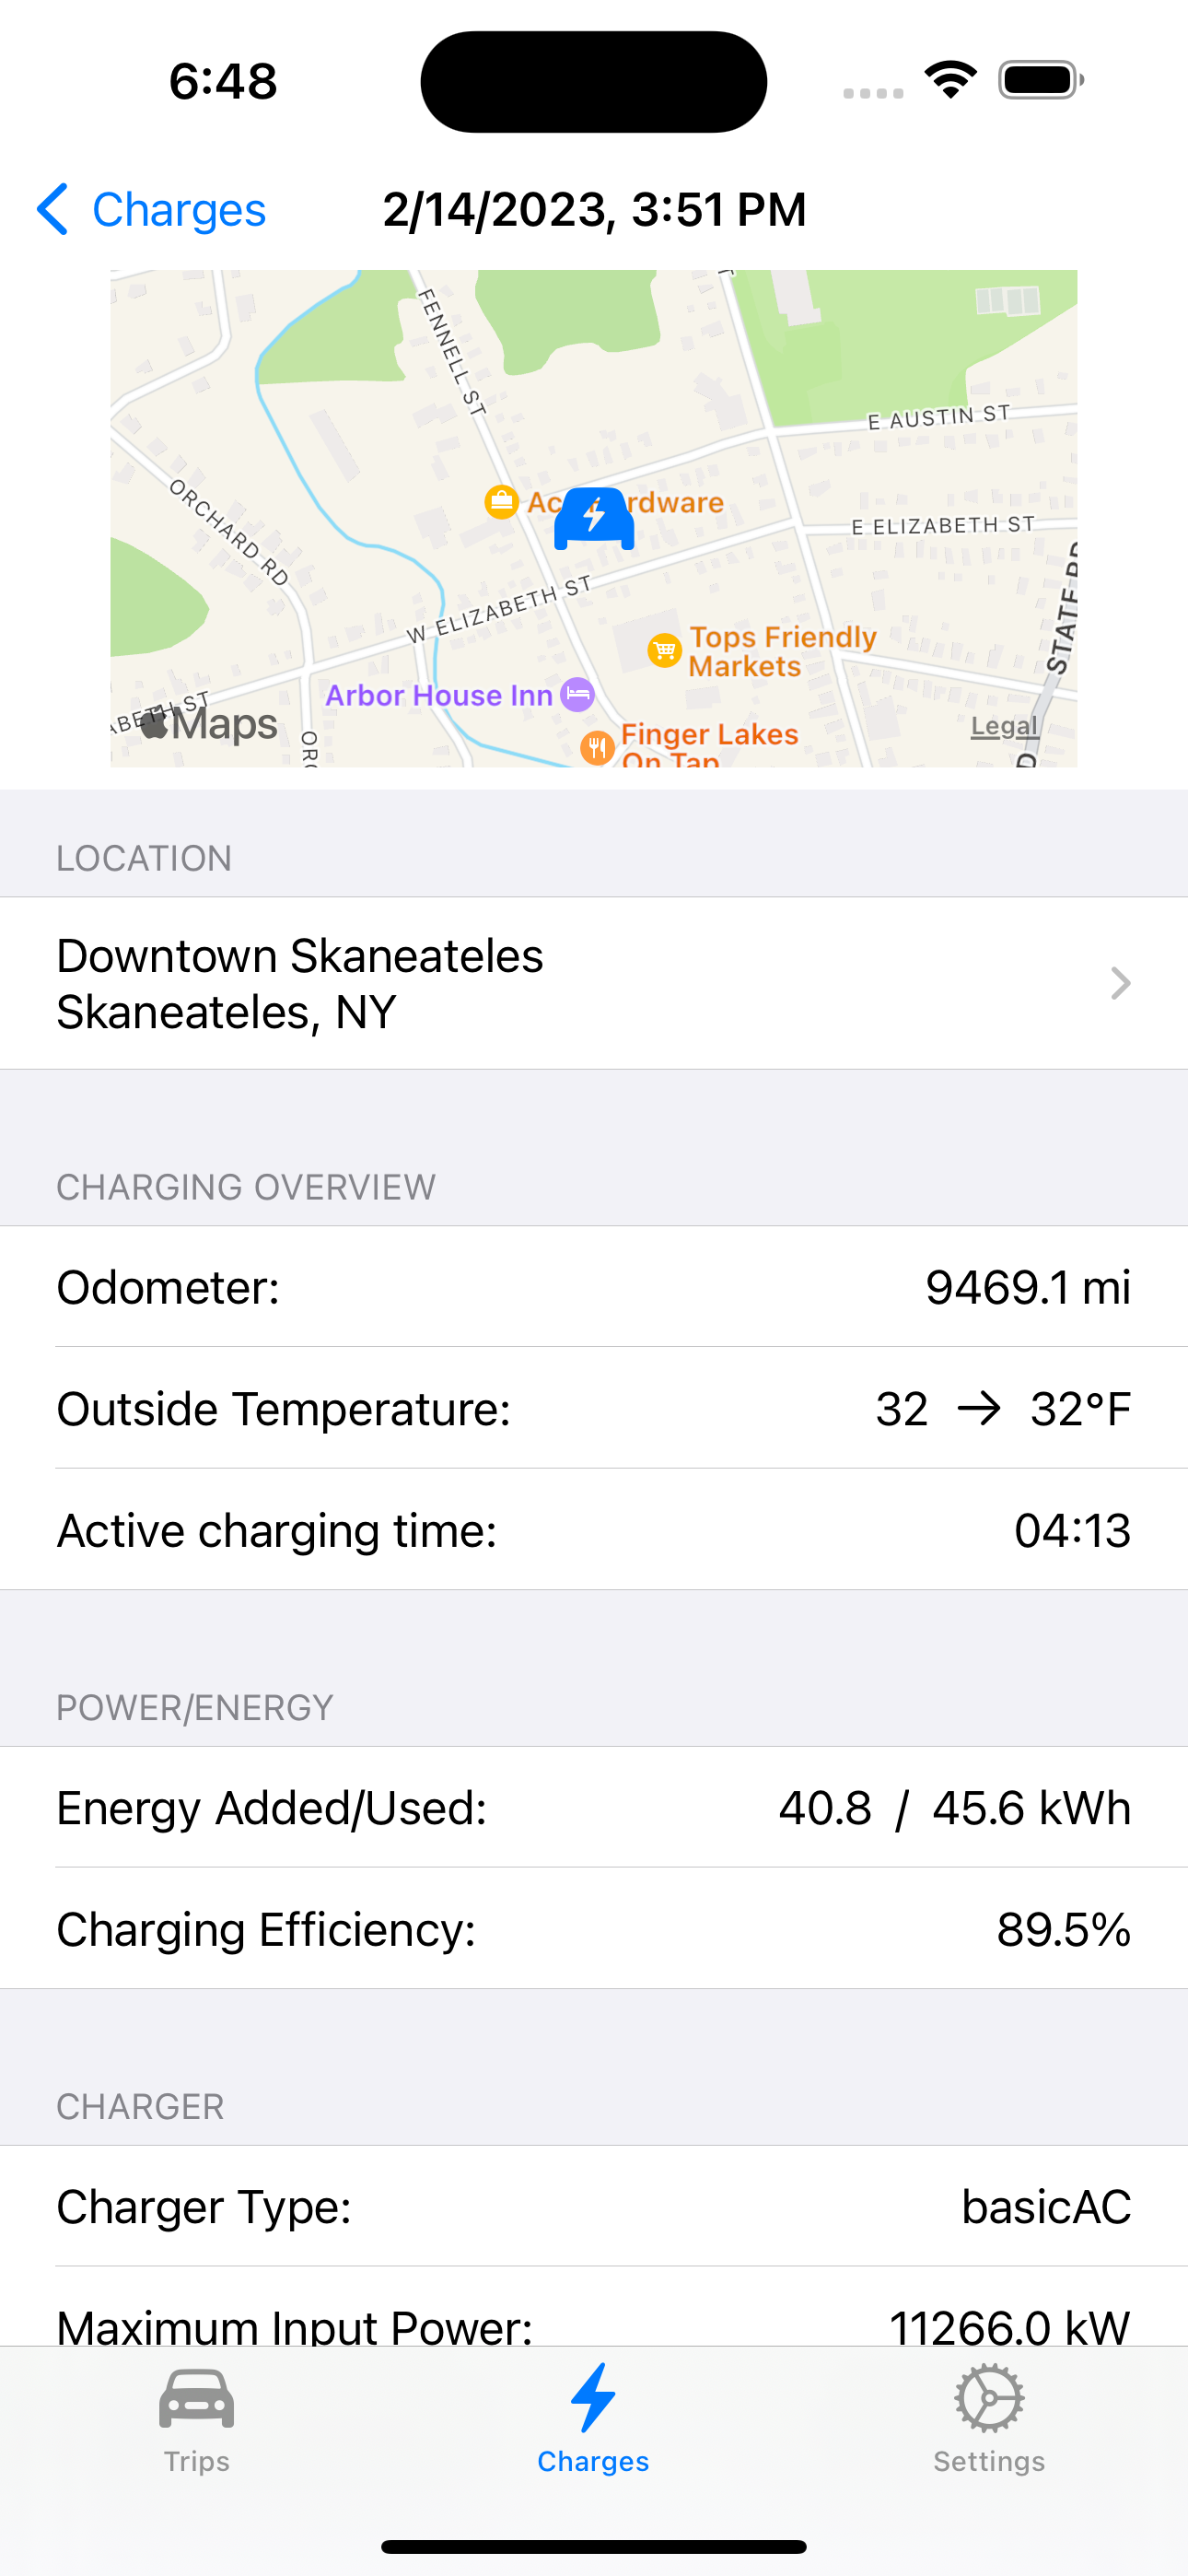 6:48
Charges
2/14/2023, 3:51 PM
FENNELL ST
E AUSTIN ST
ORCHARD RD
E ELIZABETH ST
W ELIZABETH ST
STATE RD
Tops Friendly
Markets
Arbor House Inn
Finger Lakes
On Tap
Maps
Legal
LOCATION
Downtown Skaneateles
Skaneateles, NY
CHARGING OVERVIEW
Odometer: 9469.1 mi
Outside Temperature: 32 → 32°F
Active charging time: 04:13
POWER/ENERGY
Energy Added/Used: 40.8 / 45.6 kWh
Charging Efficiency: 89.5%
CHARGER
Charger Type: basicAC
Maximum Input Power: 11266.0 kW
Trips
Charges
Settings